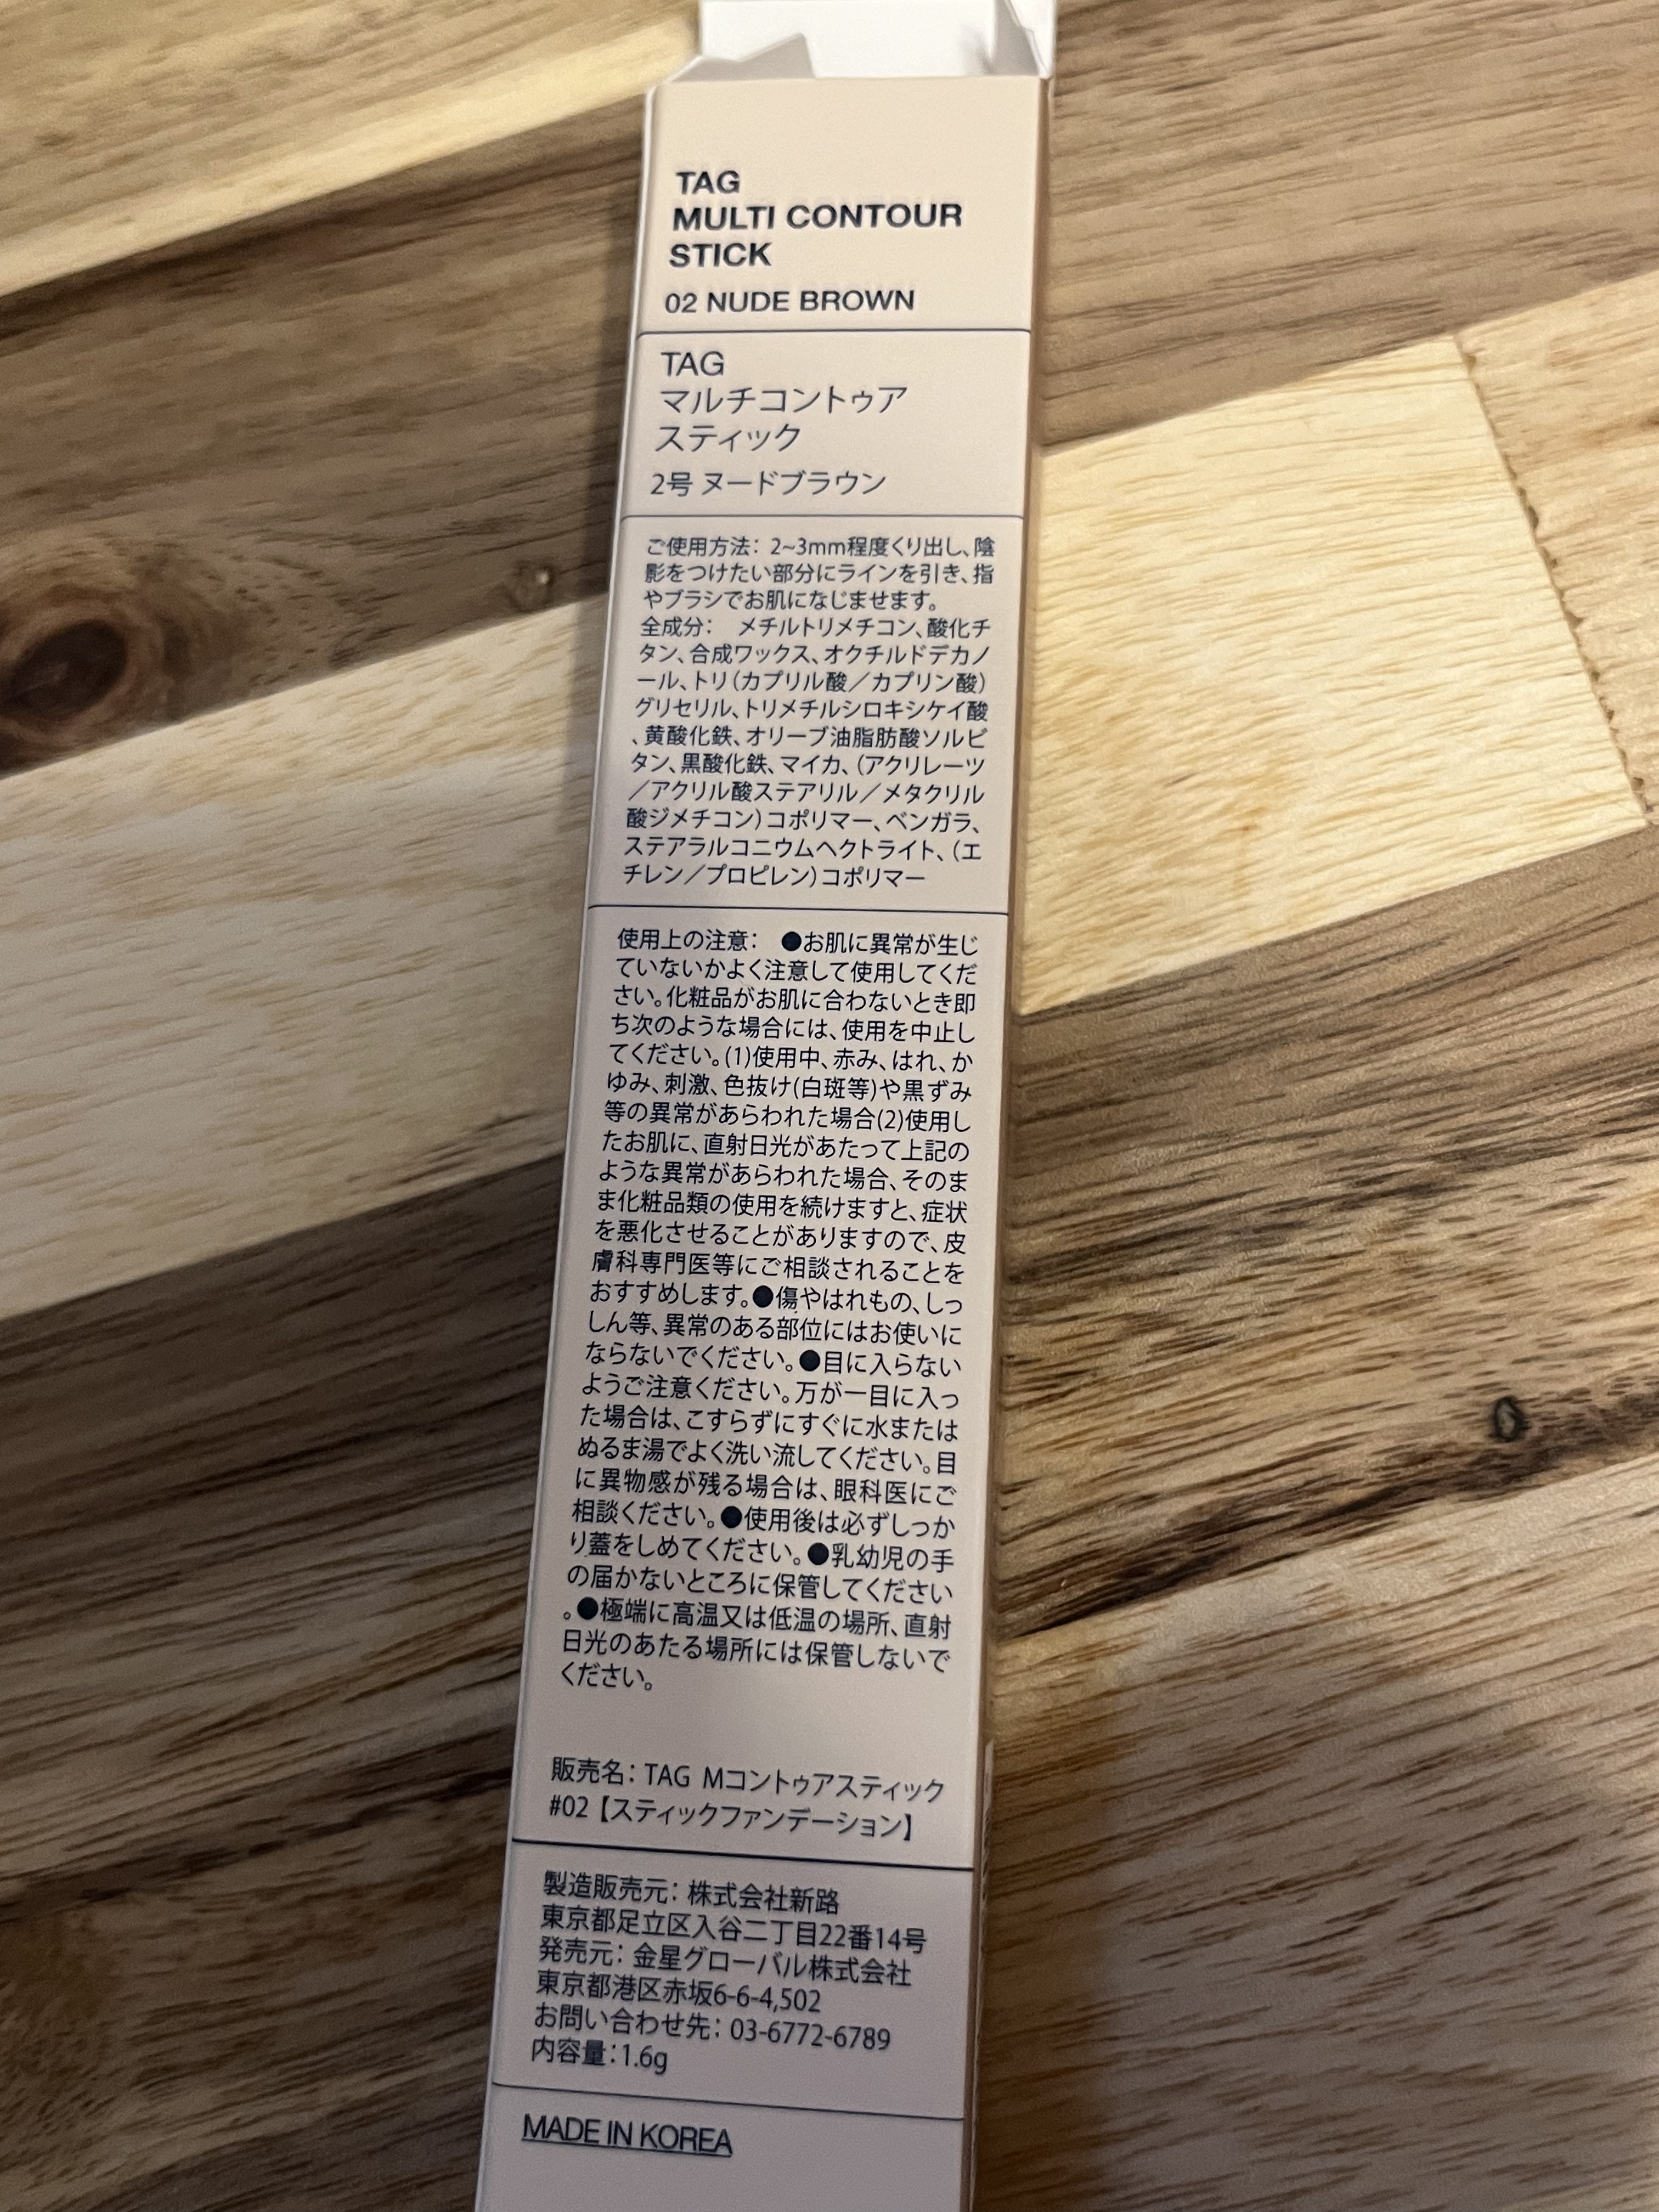 TAG
MULTI CONTOUR
STICK
02 NUDE BROWN
TAG
マルチコントゥア
スティック
2号 ヌードブラウン
ご使用方法： 2~3mm程度くり出し、陰
影をつけたい部分にラインを引き、指
やブラシでお肌になじませます。
全成分： メチルトリメチコン、酸化チ
タン、合成ワックス、オクチルドデカノ
ール、トリ（カプリル酸／カプリン酸）
グリセリル、トリメチルシロキシケイ酸
、黄酸化鉄、オリーブ油脂肪酸ソルビ
タン、黒酸化鉄、マイカ、（アクリレーツ
／アクリル酸ステアリル／メタクリル
酸ジメチコン）コポリマー、ベンガラ、
ステアラルコニウムヘクトライト、（エ
チレン／プロピレン）コポリマー
使用上の注意： ●お肌に異常が生じ
ていないかよく注意して使用してくだ
さい。化粧品がお肌に合わないとき即
ち次のような場合には、使用を中止し
てください。(1)使用中、赤み、はれ、か
ゆみ、刺激、色抜け(白斑等)や黒ずみ
等の異常があらわれた場合(2)使用し
たお肌に、直射日光があたって上記の
ような異常があらわれた場合、そのま
ま化粧品類の使用を続けますと、症状
を悪化させることがありますので、皮
膚科専門医等にご相談されることを
おすすめします。●傷やはれもの、しっ
しん等、異常のある部位にはお使いに
ならないでください。●目に入らない
ようご注意ください。万が一目に入っ
た場合は、こすらずにすぐに水または
ぬるま湯でよく洗い流してください。目
に異物感が残る場合は、眼科医にご
相談ください。●使用後は必ずしっか
り蓋をしめてください。●乳幼児の手
の届かないところに保管してください
。●極端に高温又は低温の場所、直射
日光のあたる場所には保管しないで
ください。
販売名：TAG Mコントゥアスティック
#02【スティックファンデーション】
製造販売元：株式会社新路
東京都足立区入谷二丁目22番14号
発売元：金星グローバル株式会社
東京都港区赤坂6-6-4,502
お問い合わせ先：03-6772-6789
内容量：1.6g
MADE IN KOREA